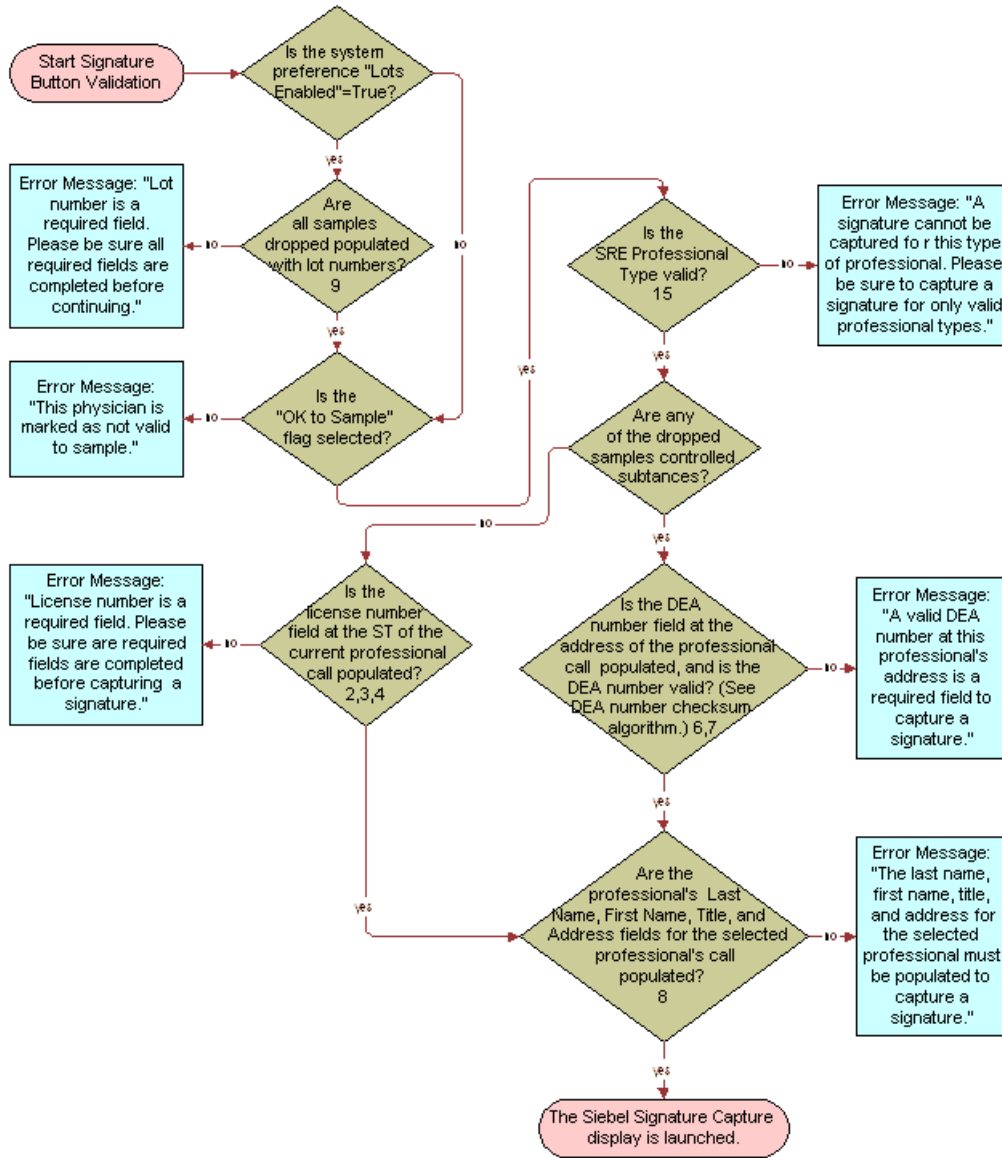 Start Signature
Button Validation
Is the system
preference "Lots
Enabled"=True?
yes
no
Error Message: "Lot
number is a
required field.
Please be sure all
required fields are
completed before
continuing."
no
Are
all samples
dropped populated
with lot numbers?
9
yes
Error Message:
"This physician is
marked as not valid
to sample."
no
Is the
"OK to Sample"
flag selected?
yes
Is the
SRE Professional
Type valid?
15
no
Error Message: "A
signature cannot be
captured fo r this type
of professional. Please
be sure to capture a
signature for only valid
professional types."
yes
Are any
of the dropped
samples controlled
subtances?
no
yes
Error Message:
"License number is a
required field. Please
be sure are required
fields are completed
before capturing a
signature."
no
Is the
license number
field at the ST of the
current professional
call populated?
2,3,4
yes
Is the DEA
number field at the
address of the professional
call populated, and is the
DEA number valid? (See
DEA number checksum
algorithm.) 6,7
no
Error Message:
"A valid DEA
number at this
professional's
address is a
required field to
capture a
signature."
yes
Are the
professional's Last
Name, First Name, Title, and
Address fields for the selected
professional's call
populated?
8
no
Error Message:
"The last name,
first name, title,
and address for
the selected
professional must
be populated to
capture a
signature."
yes
The Siebel Signature Capture
display is launched.